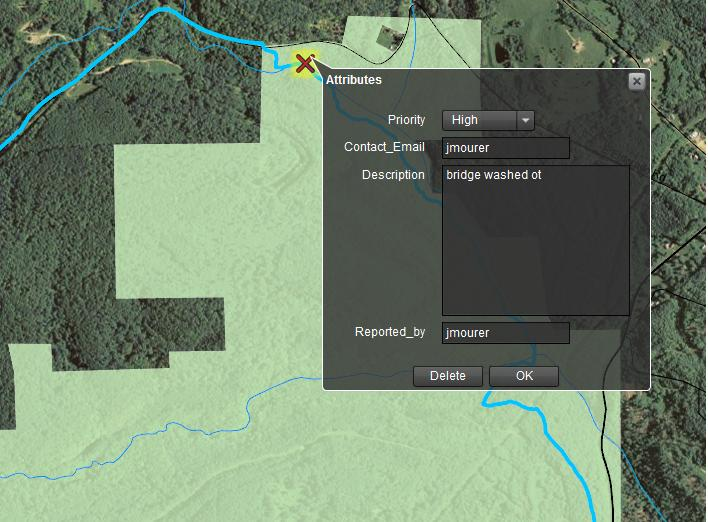 Attributes
Priority High
Contact_Email jmourer
Description bridge washed ot
Reported_by jmourer
Delete OK